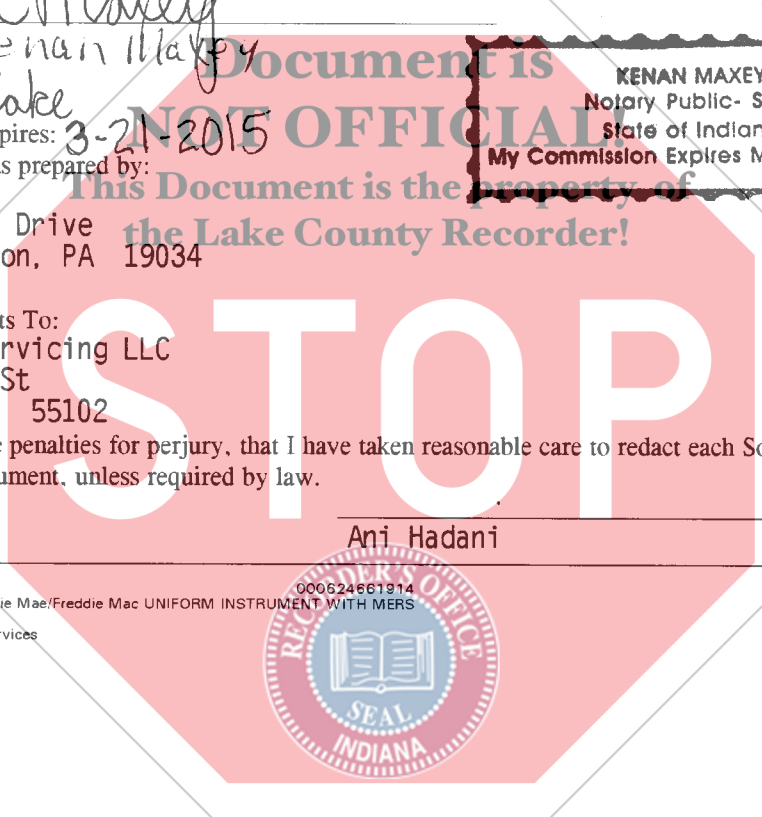 Maxey
enan Maxey
ake
pires: 3-21-2015
s prepared by:
KENAN MAXEY
Notary Public- S
State of Indian
My Commission Expires M
Document is
NOT OFFICIAL!
This Document is the property of
the Lake County Recorder!
Drive
on, PA 19034
ts To:
rvicing LLC
St
55102
STOP
penalties for perjury, that I have taken reasonable care to redact each So
ument, unless required by law.
Ani Hadani
000624661914
ie Mae/Freddie Mac UNIFORM INSTRUMENT WITH MERS
rvices
RECORDER'S OFFICE
SEAL
INDIANA